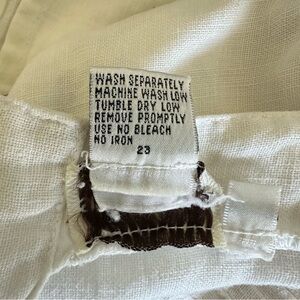 WASH SEPARATELY
MACHINE WASH LOW
TUMBLE DRY LOW
REMOVE PROMPTLY
USE NO BLEACH
NO IRON
23